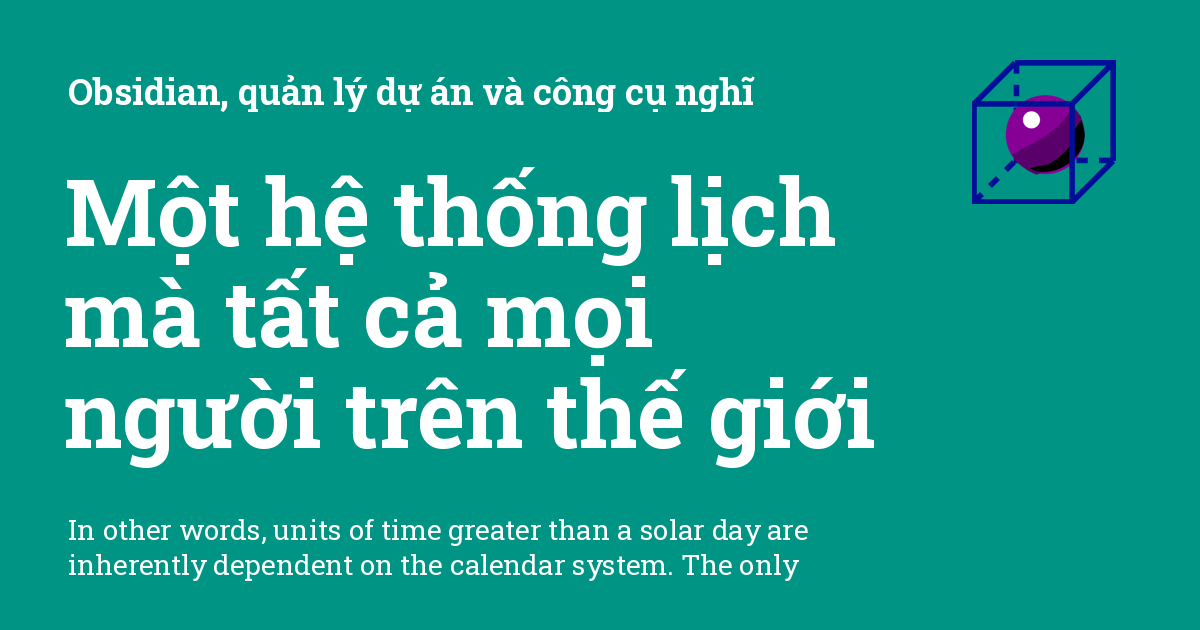 Obsidian, quản lý dự án và công cụ nghĩ
Một hệ thống lịch
mà tất cả mọi
người trên thế giới
In other words, units of time greater than a solar day are
inherently dependent on the calendar system. The only